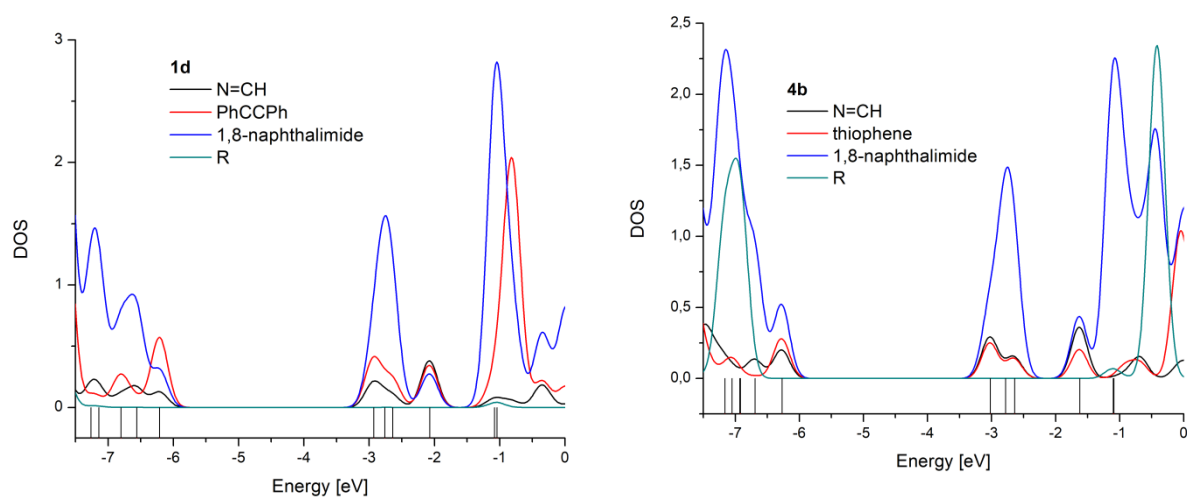 3
2
1
0
DOS
1d
N=CH
PhCCPh
1,8-naphthalimide
R
-7
-6
-5
-4
-3
-2
-1
0
Energy [eV]
2,5
2,0
1,5
1,0
0,5
0,0
DOS
4b
N=CH
thiophene
1,8-naphthalimide
R
-7
-6
-5
-4
-3
-2
-1
0
Energy [eV]